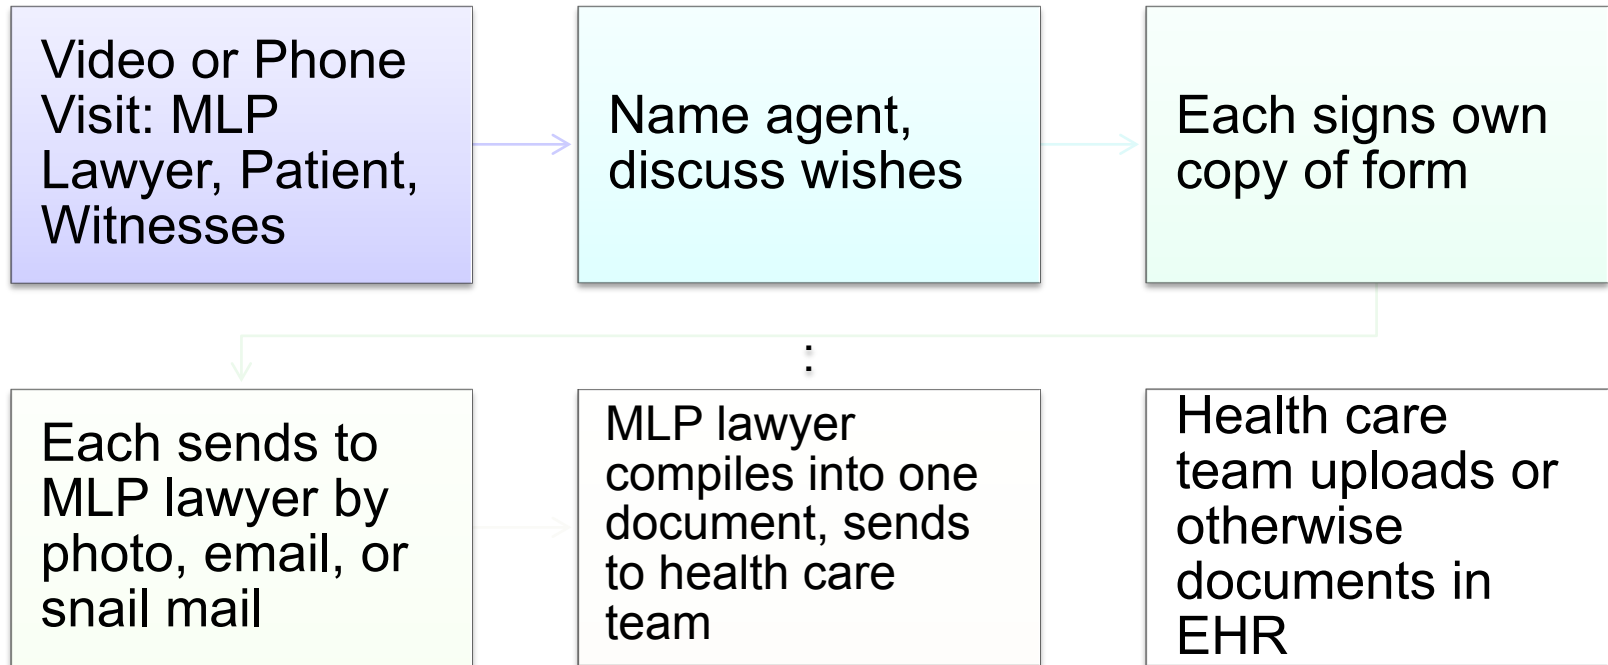 Video or Phone
Visit: MLP
Lawyer, Patient,
Witnesses
Name agent,
discuss wishes
Each signs own
copy of form
:
Each sends to
MLP lawyer by
photo, email, or
snail mail
MLP lawyer
compiles into one
document, sends
to health care
team
Health care
team uploads or
otherwise
documents in
EHR